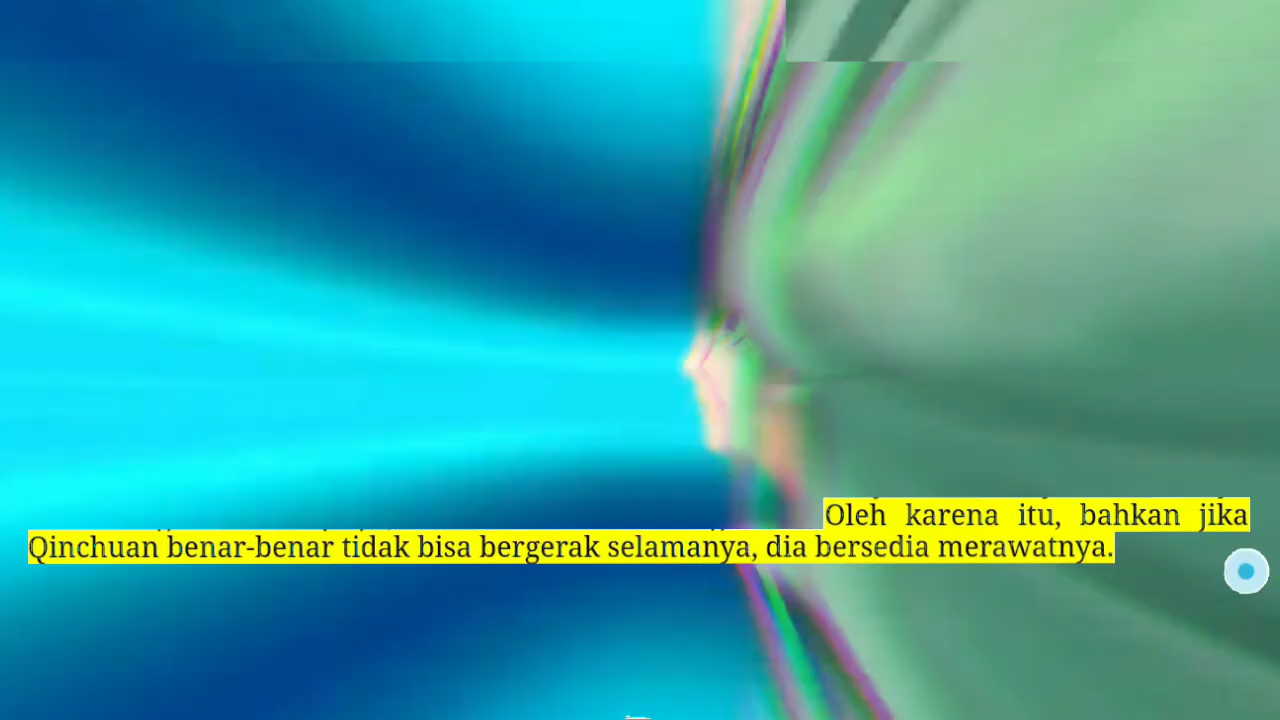 Oleh karena itu, bahkan jika
Qinchuan benar-benar tidak bisa bergerak selamanya, dia bersedia merawatnya.